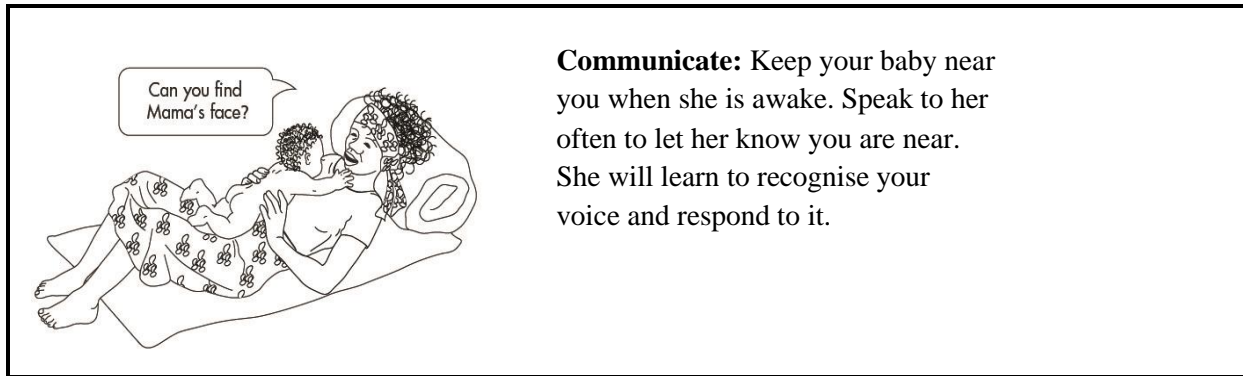 Can you find
Mama's face?
Communicate: Keep your baby near
you when she is awake. Speak to her
often to let her know you are near.
She will learn to recognise your
voice and respond to it.